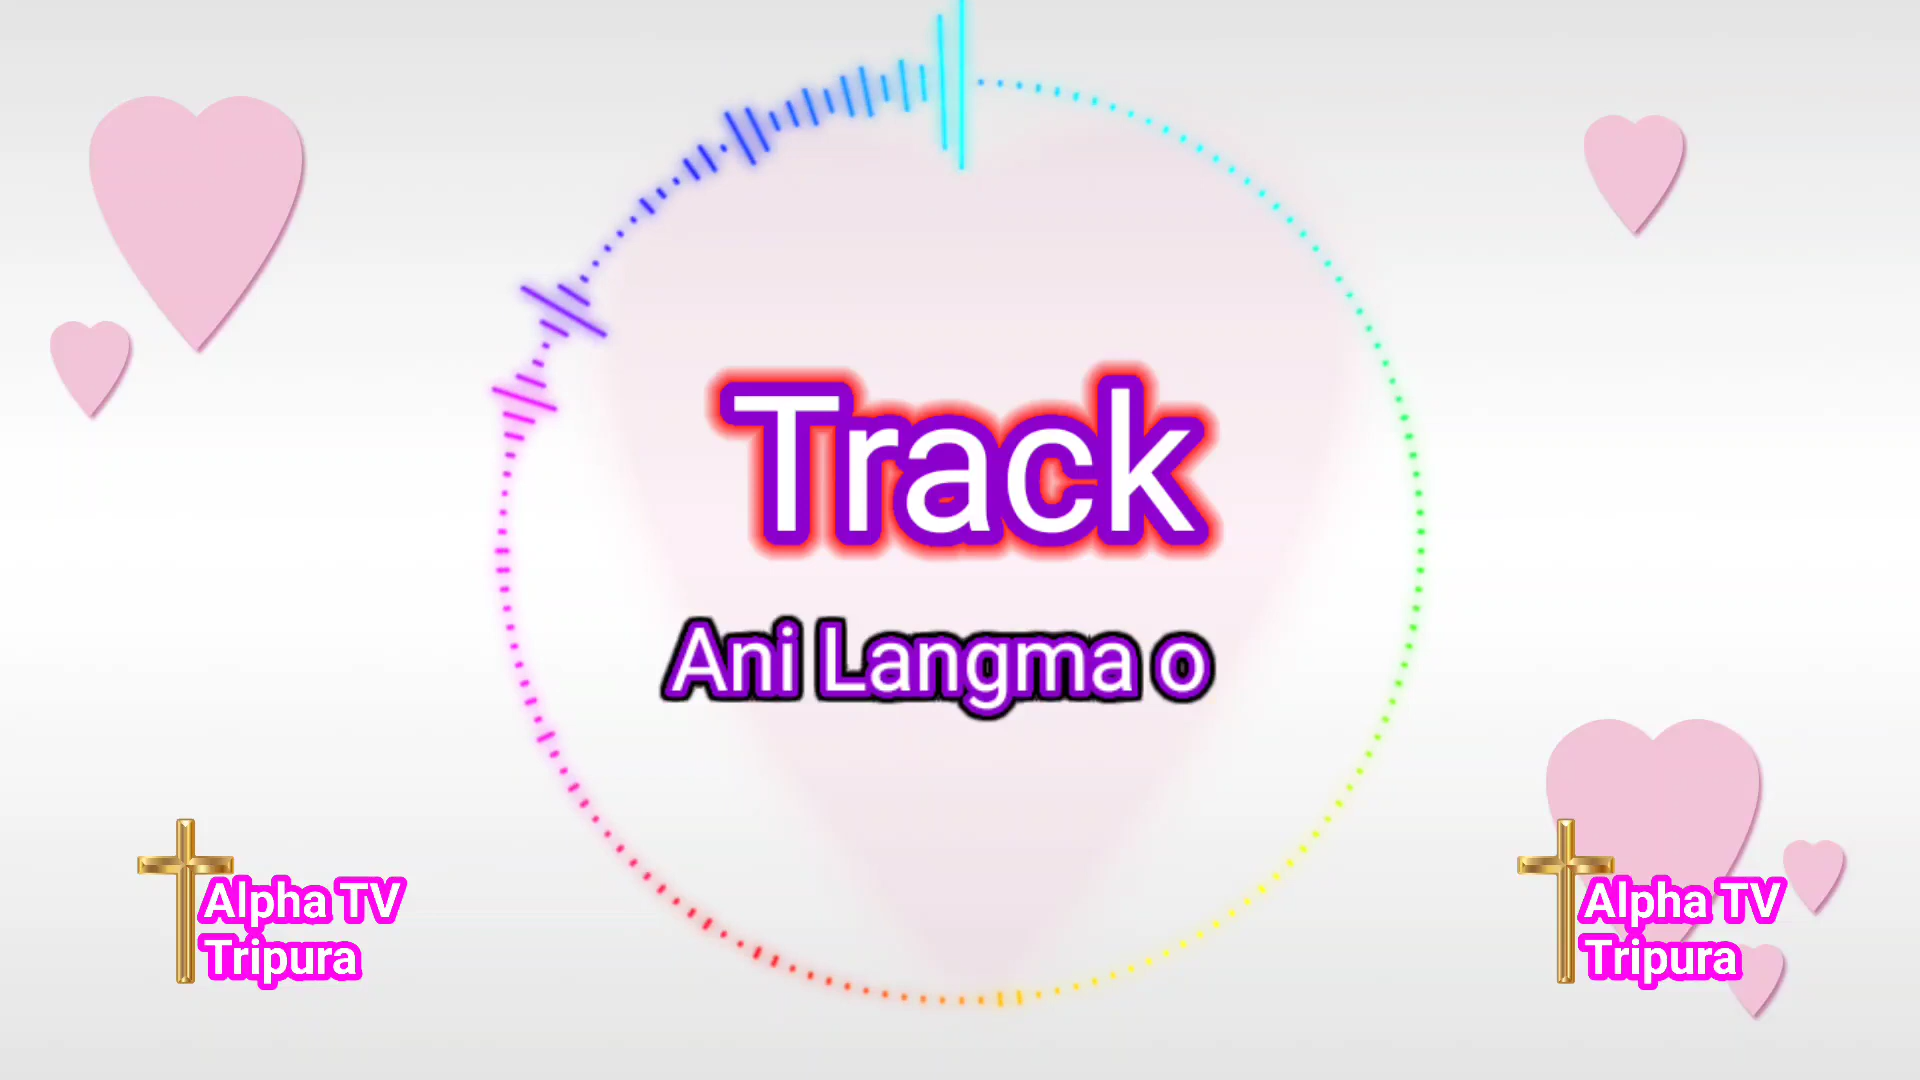 Track
Ani Langma o
Alpha TV
Tripura
Alpha TV
Tripura